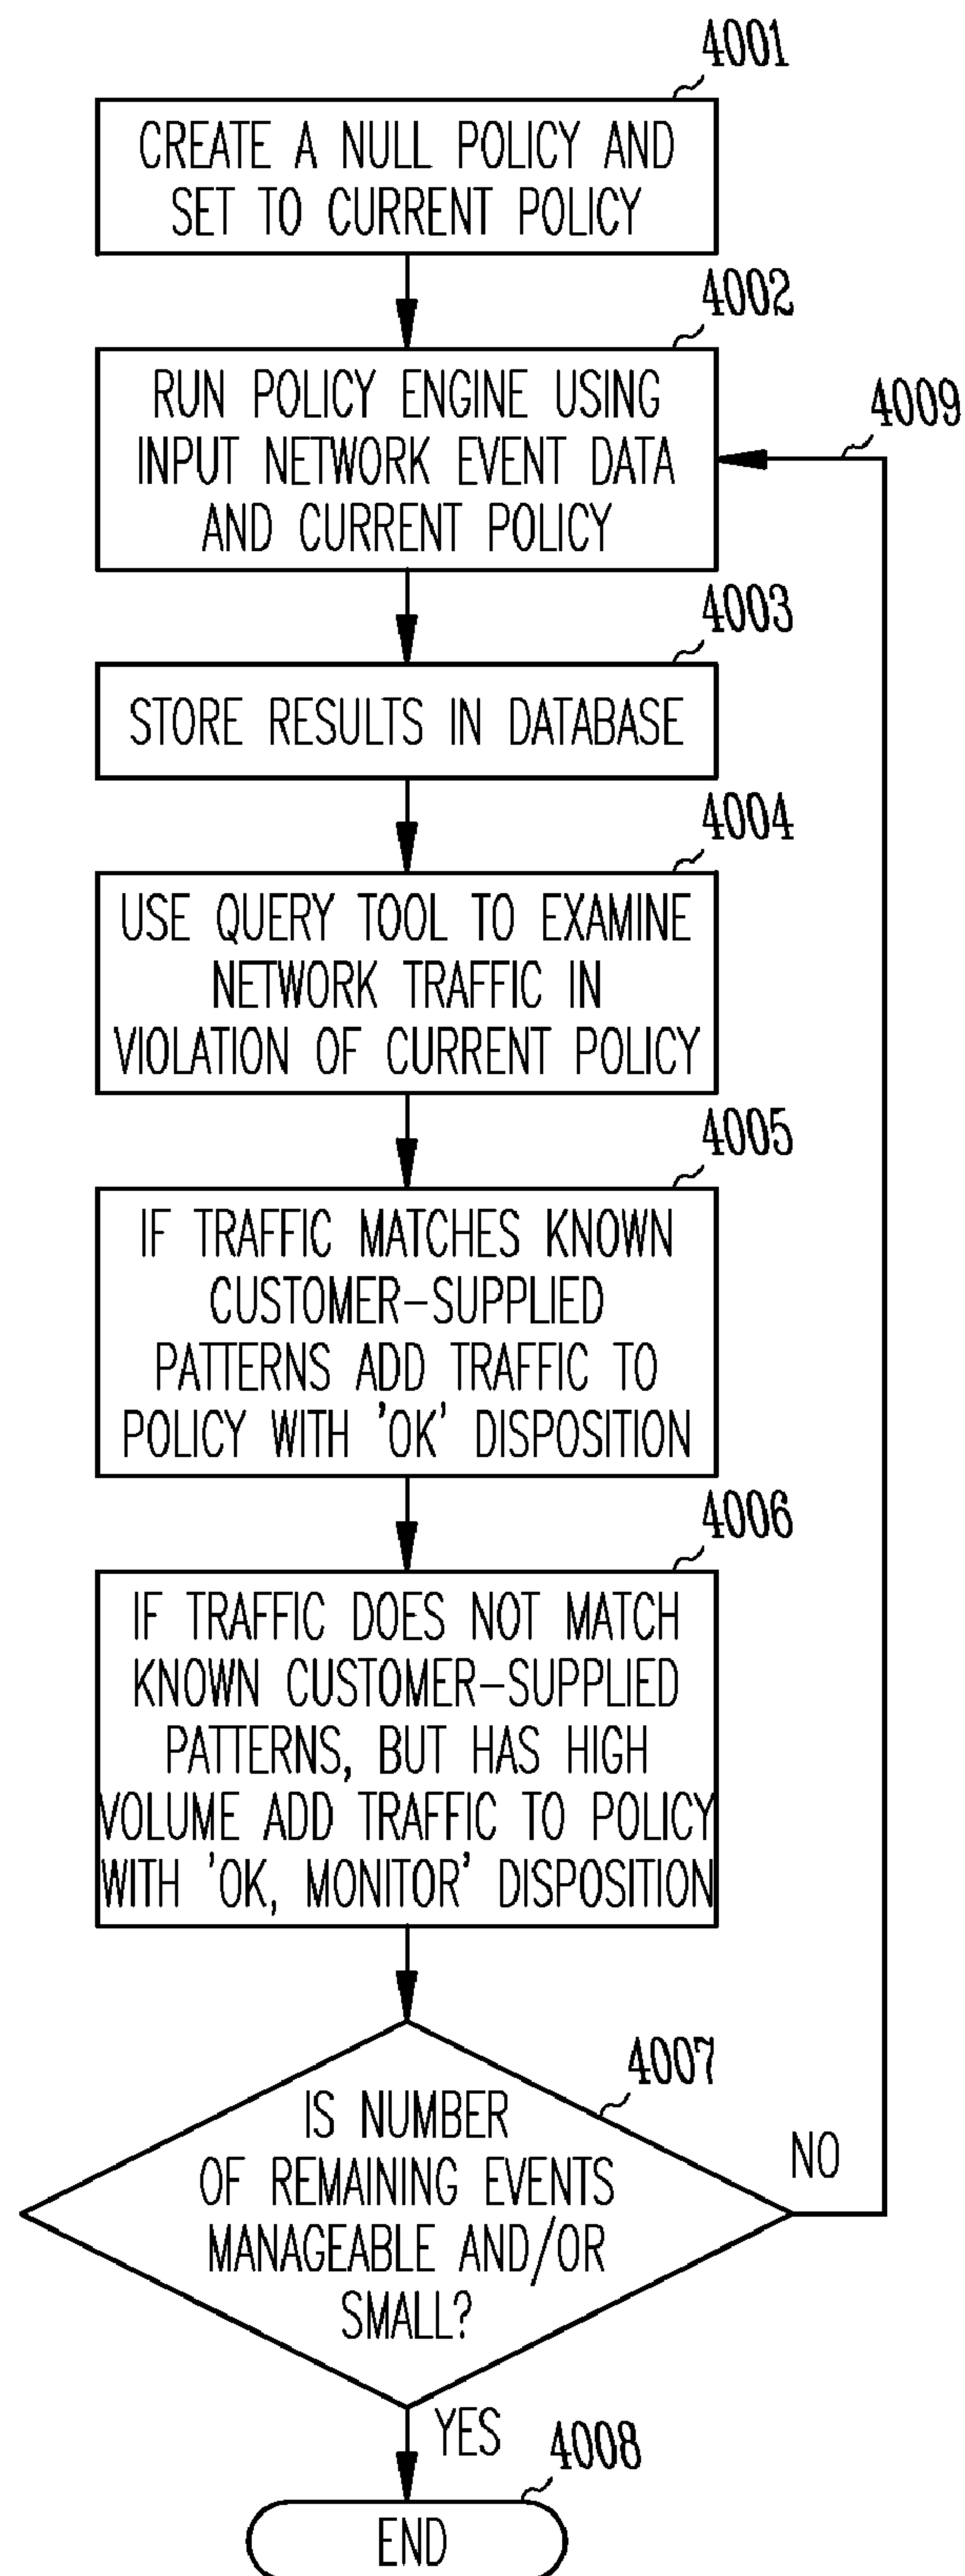 4001
CREATE A NULL POLICY AND
SET TO CURRENT POLICY
4002
RUN POLICY ENGINE USING
INPUT NETWORK EVENT DATA
AND CURRENT POLICY
4009
4003
STORE RESULTS IN DATABASE
4004
USE QUERY TOOL TO EXAMINE
NETWORK TRAFFIC IN
VIOLATION OF CURRENT POLICY
4005
IF TRAFFIC MATCHES KNOWN
CUSTOMER-SUPPLIED
PATTERNS ADD TRAFFIC TO
POLICY WITH 'OK' DISPOSITION
4006
IF TRAFFIC DOES NOT MATCH
KNOWN CUSTOMER-SUPPLIED
PATTERNS, BUT HAS HIGH
VOLUME ADD TRAFFIC TO POLICY
WITH 'OK, MONITOR' DISPOSITION
4007
IS NUMBER
OF REMAINING EVENTS
MANAGEABLE AND/OR
SMALL?
NO
YES
4008
END